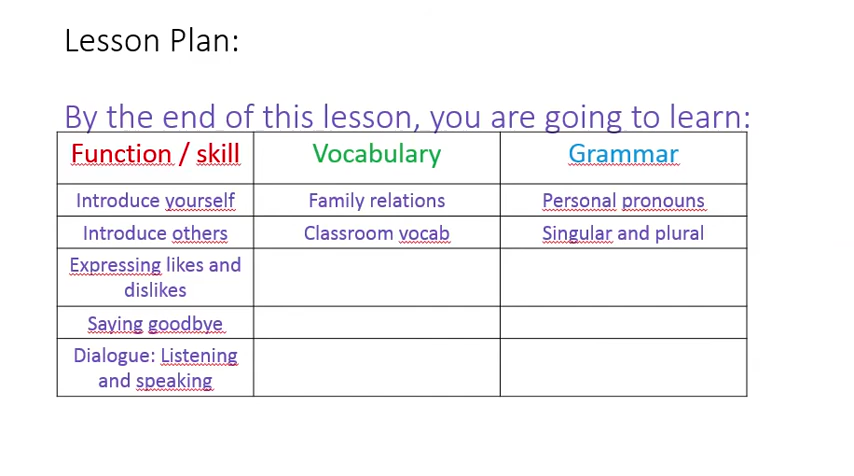 Lesson Plan:
By the end of this lesson, you are going to learn:
Function / skill Vocabulary Grammar
Introduce yourself Family relations Personal pronouns
Introduce others Classroom vocab Singular and plural
Expressing likes and
dislikes
Saying goodbye
Dialogue: Listening
and speaking